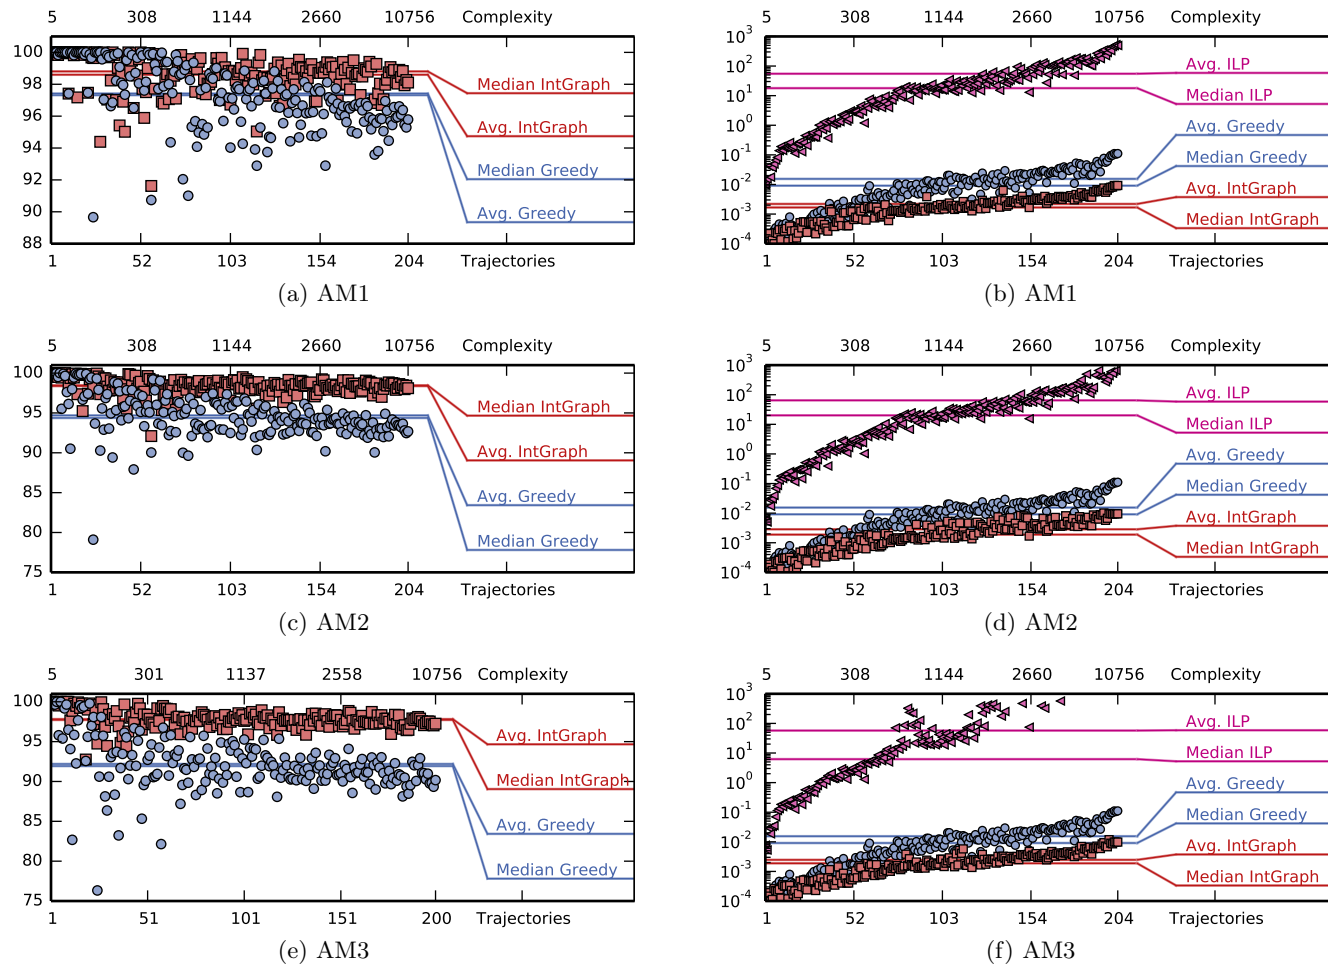 5 308 1144 2660 10756 Complexity
100
98
96
94
92
90
88
Median IntGraph
Avg. IntGraph
Median Greedy
Avg. Greedy
1 52 103 154 204 Trajectories
(a) AM1
5 308 1144 2660 10756 Complexity
10^3
10^2
10^1
10^0
10^-1
10^-2
10^-3
10^-4
Avg. ILP
Median ILP
Avg. Greedy
Median Greedy
Avg. IntGraph
Median IntGraph
1 52 103 154 204 Trajectories
(b) AM1
5 308 1144 2660 10756 Complexity
100
95
90
85
80
75
Median IntGraph
Avg. IntGraph
Avg. Greedy
Median Greedy
1 52 103 154 204 Trajectories
(c) AM2
5 308 1144 2660 10756 Complexity
10^3
10^2
10^1
10^0
10^-1
10^-2
10^-3
10^-4
Avg. ILP
Median ILP
Avg. Greedy
Median Greedy
Avg. IntGraph
Median IntGraph
1 52 103 154 204 Trajectories
(d) AM2
5 301 1137 2558 10756 Complexity
100
95
90
85
80
75
Avg. IntGraph
Median IntGraph
Avg. Greedy
Median Greedy
1 51 101 151 200 Trajectories
(e) AM3
5 308 1144 2660 10756 Complexity
10^3
10^2
10^1
10^0
10^-1
10^-2
10^-3
10^-4
Avg. ILP
Median ILP
Avg. Greedy
Median Greedy
Avg. IntGraph
Median IntGraph
1 52 103 154 204 Trajectories
(f) AM3